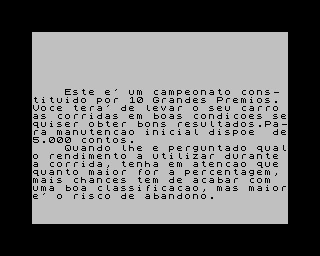 Este e' um campeonato cons-
tituido por 10 Grandes Premios.
Voce tera' de levar o seu carro
as corridas em boas condicoes se
quiser obter bons resultados.Pa-
ra manutencao inicial dispoe de
5.000 contos.
Quando lhe e perguntado qual
o rendimento a utilizar durante
a corrida, tenha em atencao que
quanto maior for a percentagem,
mais chances tem de acabar com
uma boa classificacao, mas maior
e' o risco de abandono.